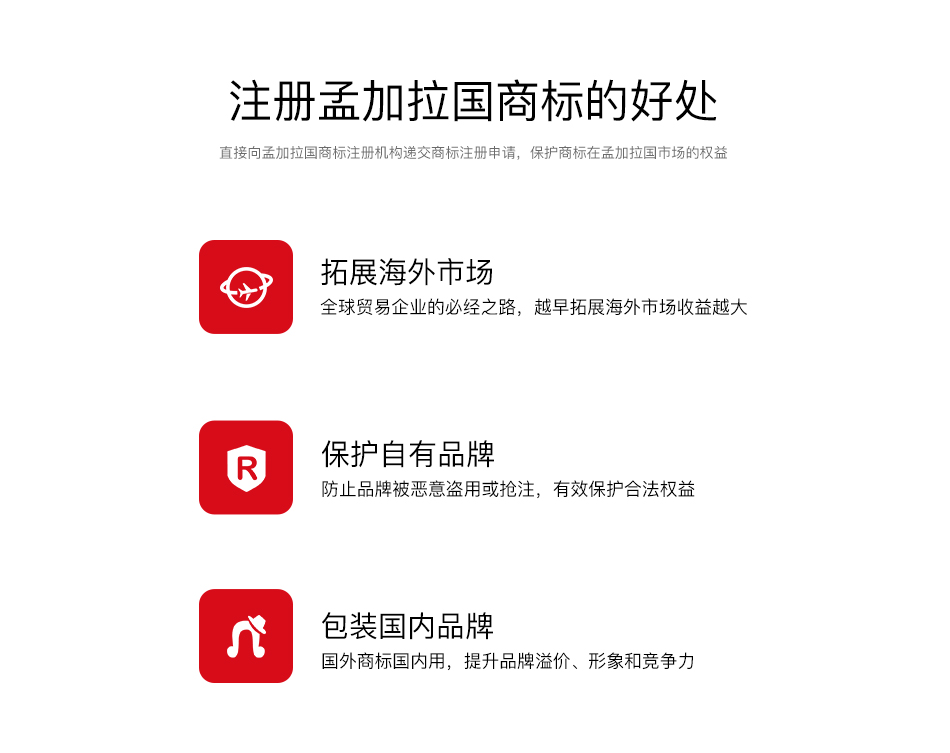 注册孟加拉国商标的好处
直接向孟加拉国商标注册机构递交商标注册申请，保护商标在孟加拉国市场的权益
拓展海外市场
全球贸易企业的必经之路，越早拓展海外市场收益越大
R
保护自有品牌
防止品牌被恶意盗用或抢注，有效保护合法权益
包装国内品牌
国外商标国内用，提升品牌溢价、形象和竞争力